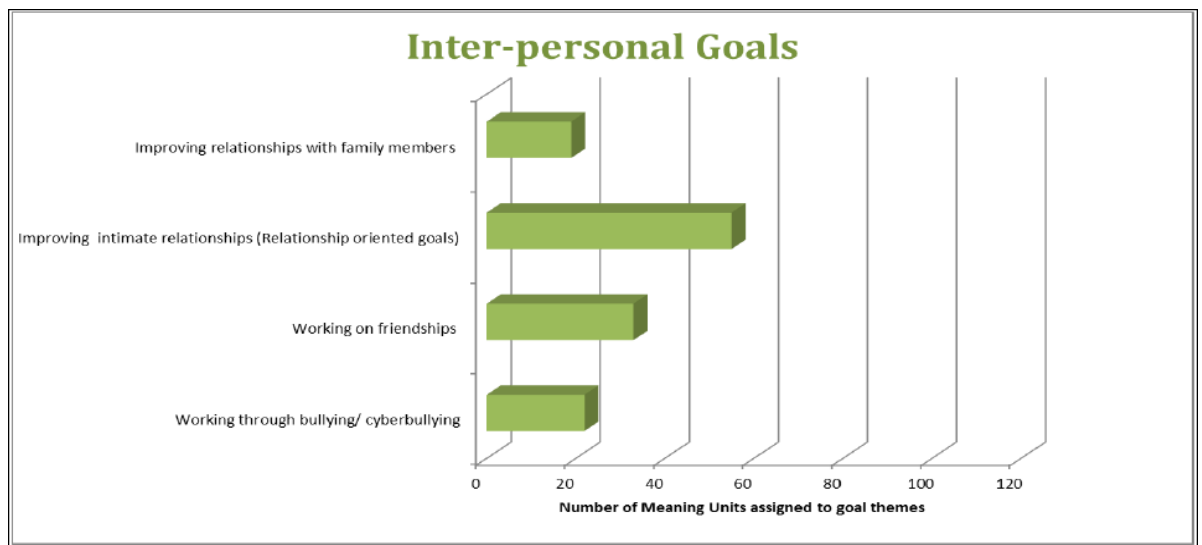 Inter-personal Goals
Improving relationships with family members
Improving intimate relationships (Relationship oriented goals)
Working on friendships
Working through bullying/ cyberbullying
0 20 40 60 80 100 120
Number of Meaning Units assigned to goal themes